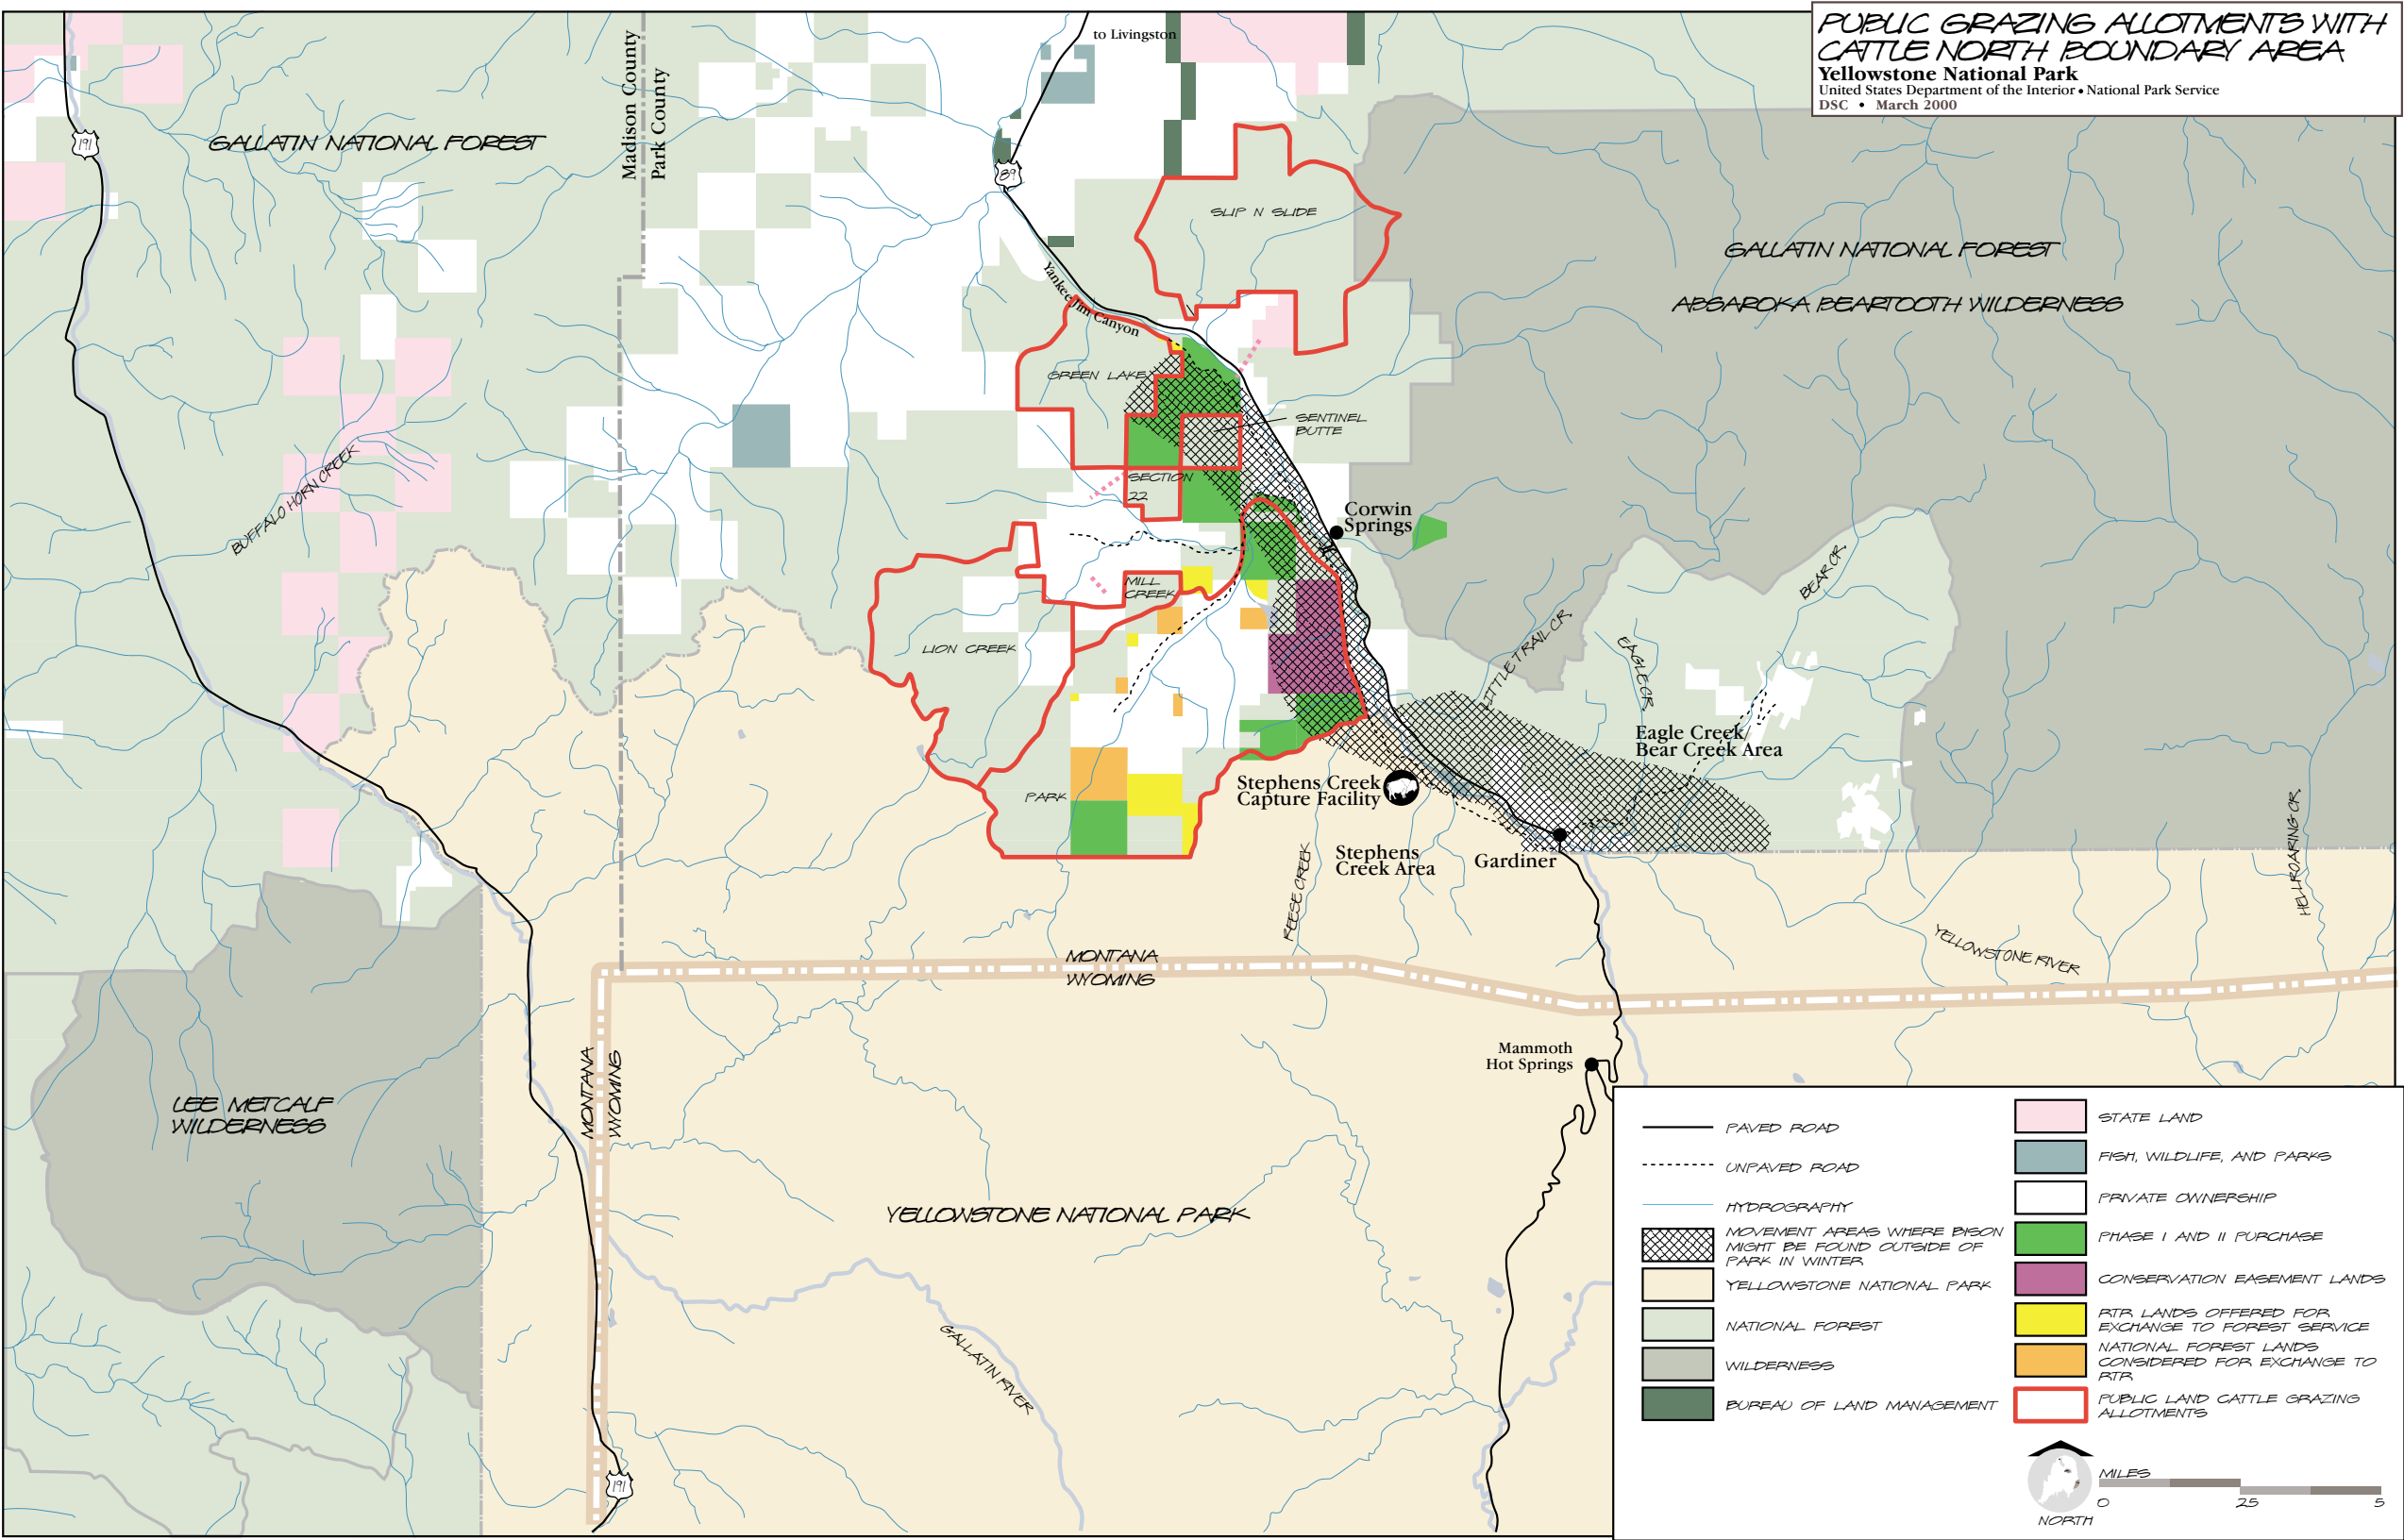 PUBLIC GRAZING ALLOTMENTS WITH
CATTLE NORTH BOUNDARY AREA
Yellowstone National Park
United States Department of the Interior • National Park Service
DSC • March 2000
to Livingston
Madison County
Park County
191
GALLATIN NATIONAL FOREST
89
SLIP N SLIDE
GALLATIN NATIONAL FOREST
ABSAROKA BEARTOOTH WILDERNESS
Yankee Jim Canyon
GREEN LAKE
SENTINEL
BUTTE
SECTION
22
BUFFALO HORN CREEK
Corwin
Springs
MILL
CREEK
BEAR CR.
LION CREEK
LITTLE TRAIL CR.
EAGLE CR.
Eagle Creek/
Bear Creek Area
Stephens Creek
Capture Facility
PARK
Stephens
Creek Area
Gardiner
REESE CREEK
HELLROARING CR.
YELLOWSTONE RIVER
MONTANA
WYOMING
MONTANA
WYOMING
LEE METCALF
WILDERNESS
Mammoth
Hot Springs
YELLOWSTONE NATIONAL PARK
GALLATIN RIVER
191
PAVED ROAD
UNPAVED ROAD
HYDROGRAPHY
MOVEMENT AREAS WHERE BISON
MIGHT BE FOUND OUTSIDE OF
PARK IN WINTER
YELLOWSTONE NATIONAL PARK
NATIONAL FOREST
WILDERNESS
BUREAU OF LAND MANAGEMENT
STATE LAND
FISH, WILDLIFE, AND PARKS
PRIVATE OWNERSHIP
PHASE I AND II PURCHASE
CONSERVATION EASEMENT LANDS
RTR LANDS OFFERED FOR
EXCHANGE TO FOREST SERVICE
NATIONAL FOREST LANDS
CONSIDERED FOR EXCHANGE TO
RTR
PUBLIC LAND CATTLE GRAZING
ALLOTMENTS
MILES
0 25 5
NORTH